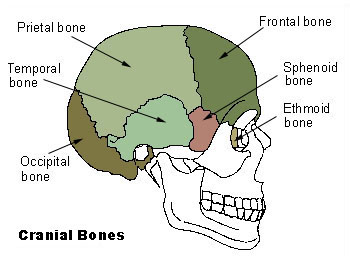 Prietal bone
Frontal bone
Temporal
bone
Sphenoid
bone
Ethmoid
bone
Occipital
bone
Cranial Bones